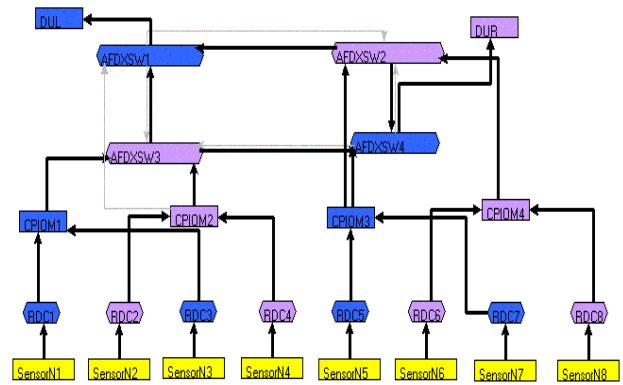 DUL
DUR
AFDXSW1
AFDXSW2
AFDXSW3
AFDXSW4
CPIOM1
CPIOM2
CPIOM3
CPIOM4
RDC1
RDC2
RDC3
RDC4
RDC5
RDC6
RDC7
RDC8
SensorN1
SensorN2
SensorN3
SensorN4
SensorN5
SensorN6
SensorN7
SensorN8